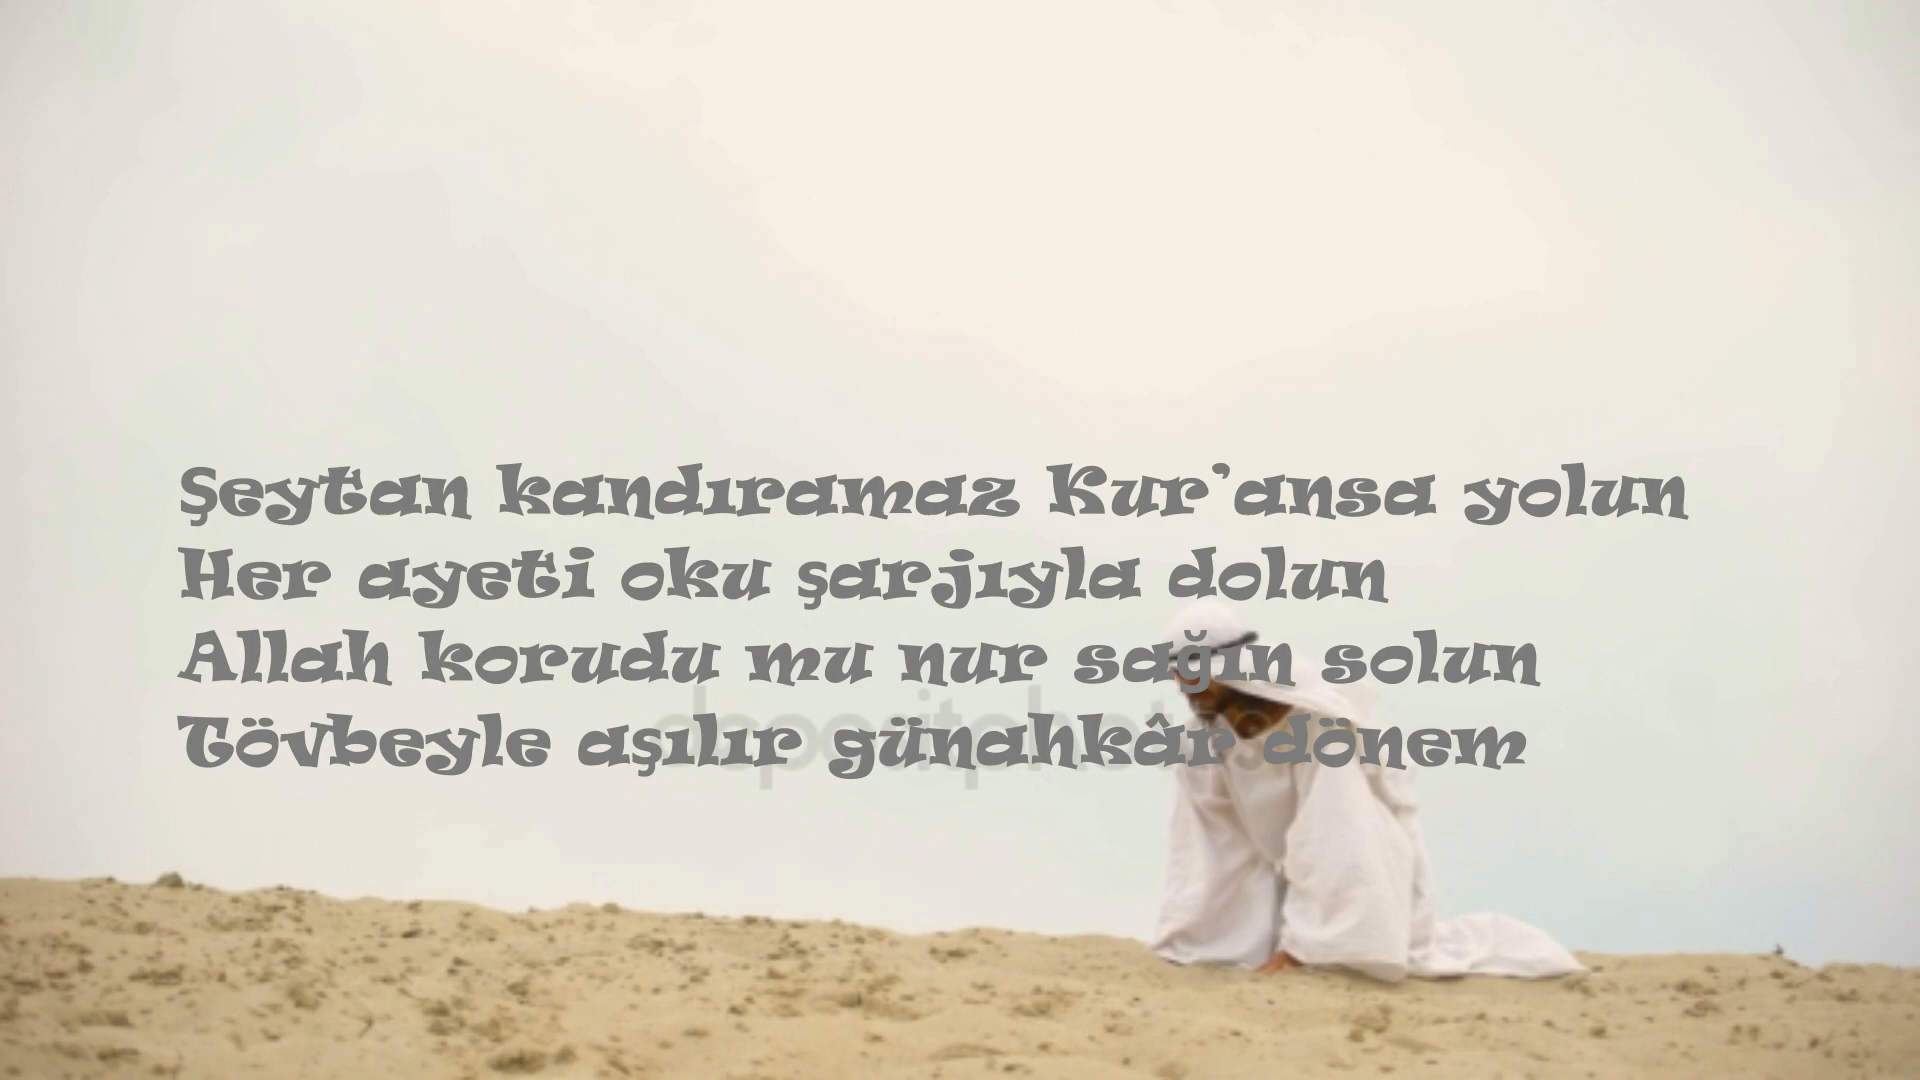 Şeytan kandıramaz Kur'ansa yolun
Her ayeti oku şarjıyla dolun
Allah korudu mu nur sağın solun
Tövbeyle aşılır günahkâr dönem